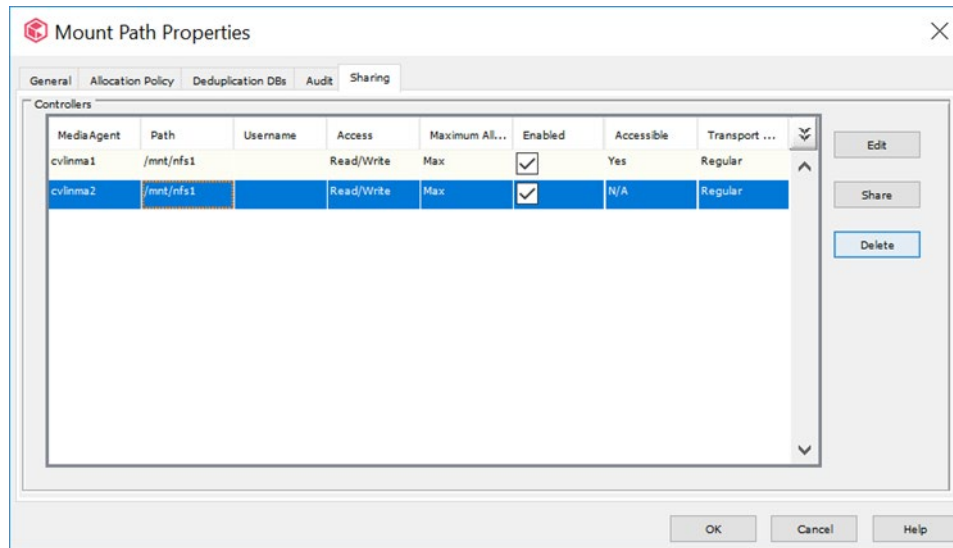 Mount Path Properties
General Allocation Policy Deduplication DBs Audit Sharing
Controllers
MediaAgent Path Username Access Maximum All... Enabled Accessible Transport ...
cvlinma1 /mnt/nfs1 Read/Write Max Yes Regular
cvlinma2 /mnt/nfs1 Read/Write Max N/A Regular
Edit
Share
Delete
OK Cancel Help